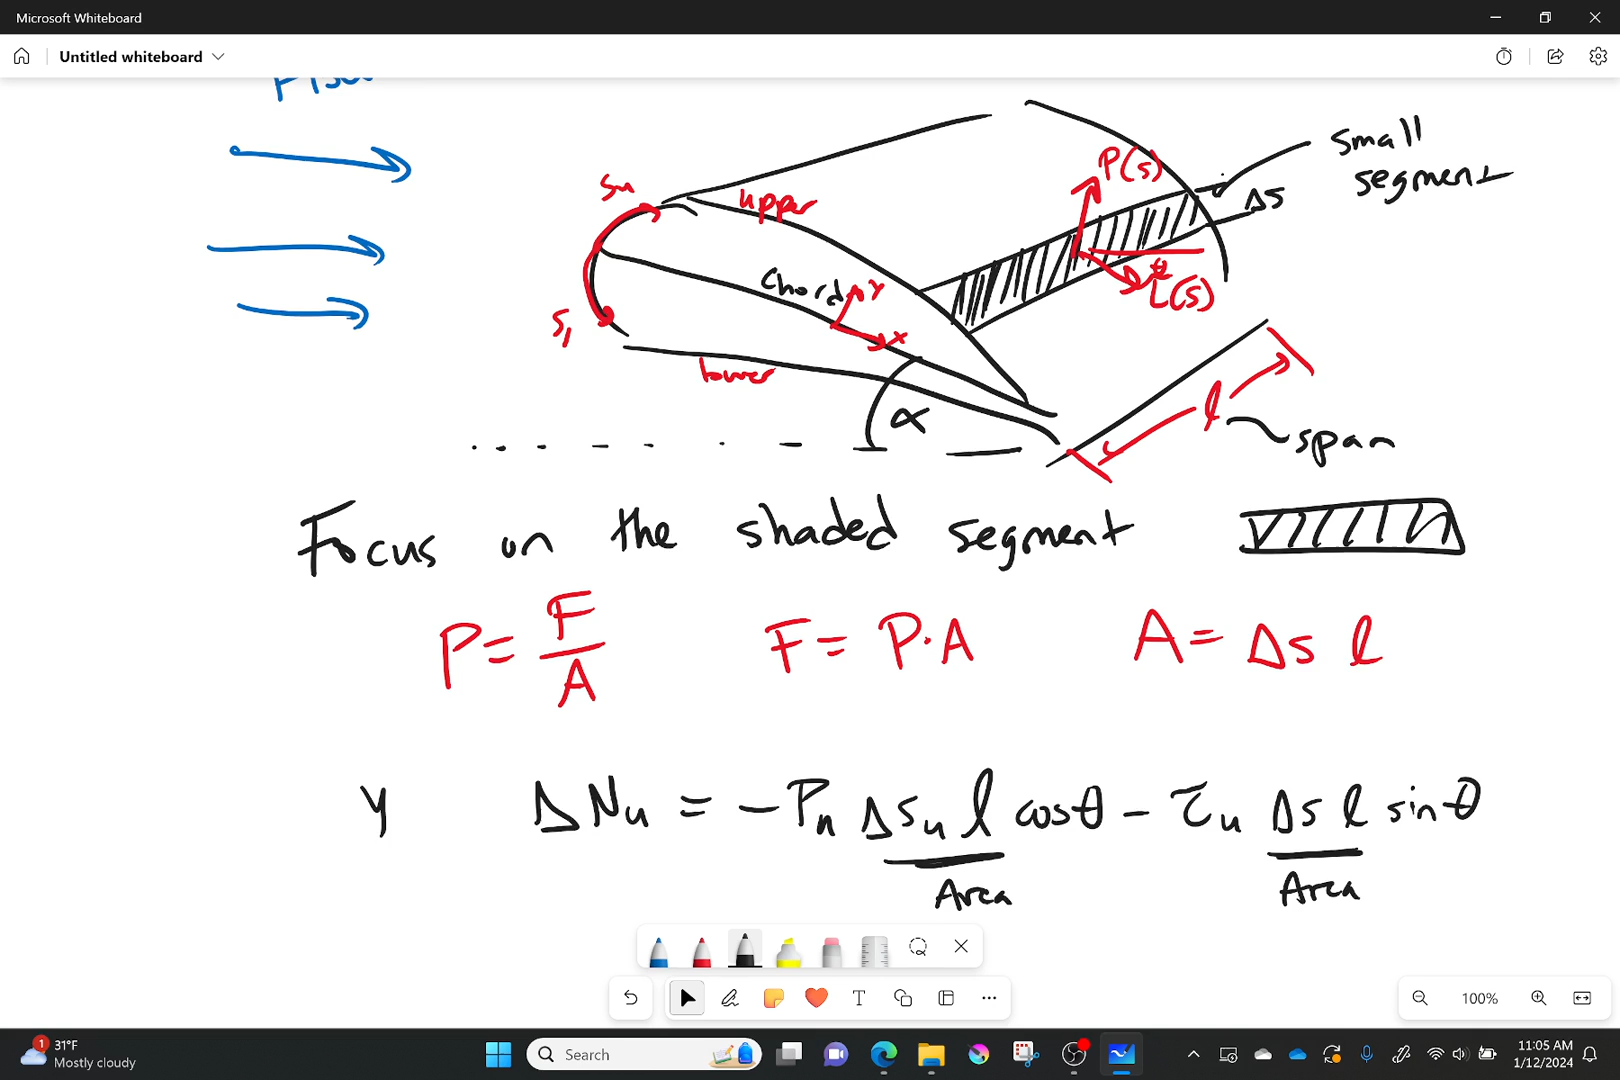 Microsoft Whiteboard
Untitled whiteboard
small
segment
P(s)
Δs
Su
upper
θ
τ(s)
Chord
Y
X
S1
lower
α
l
span
Focus on the shaded segment
P = F/A F = P·A A = Δs l
Y ΔNu = -Pu Δsu l cosθ - τu Δs l sinθ
Area Area
100%
1
31°F
Mostly cloudy
Search
11:05 AM
1/12/2024